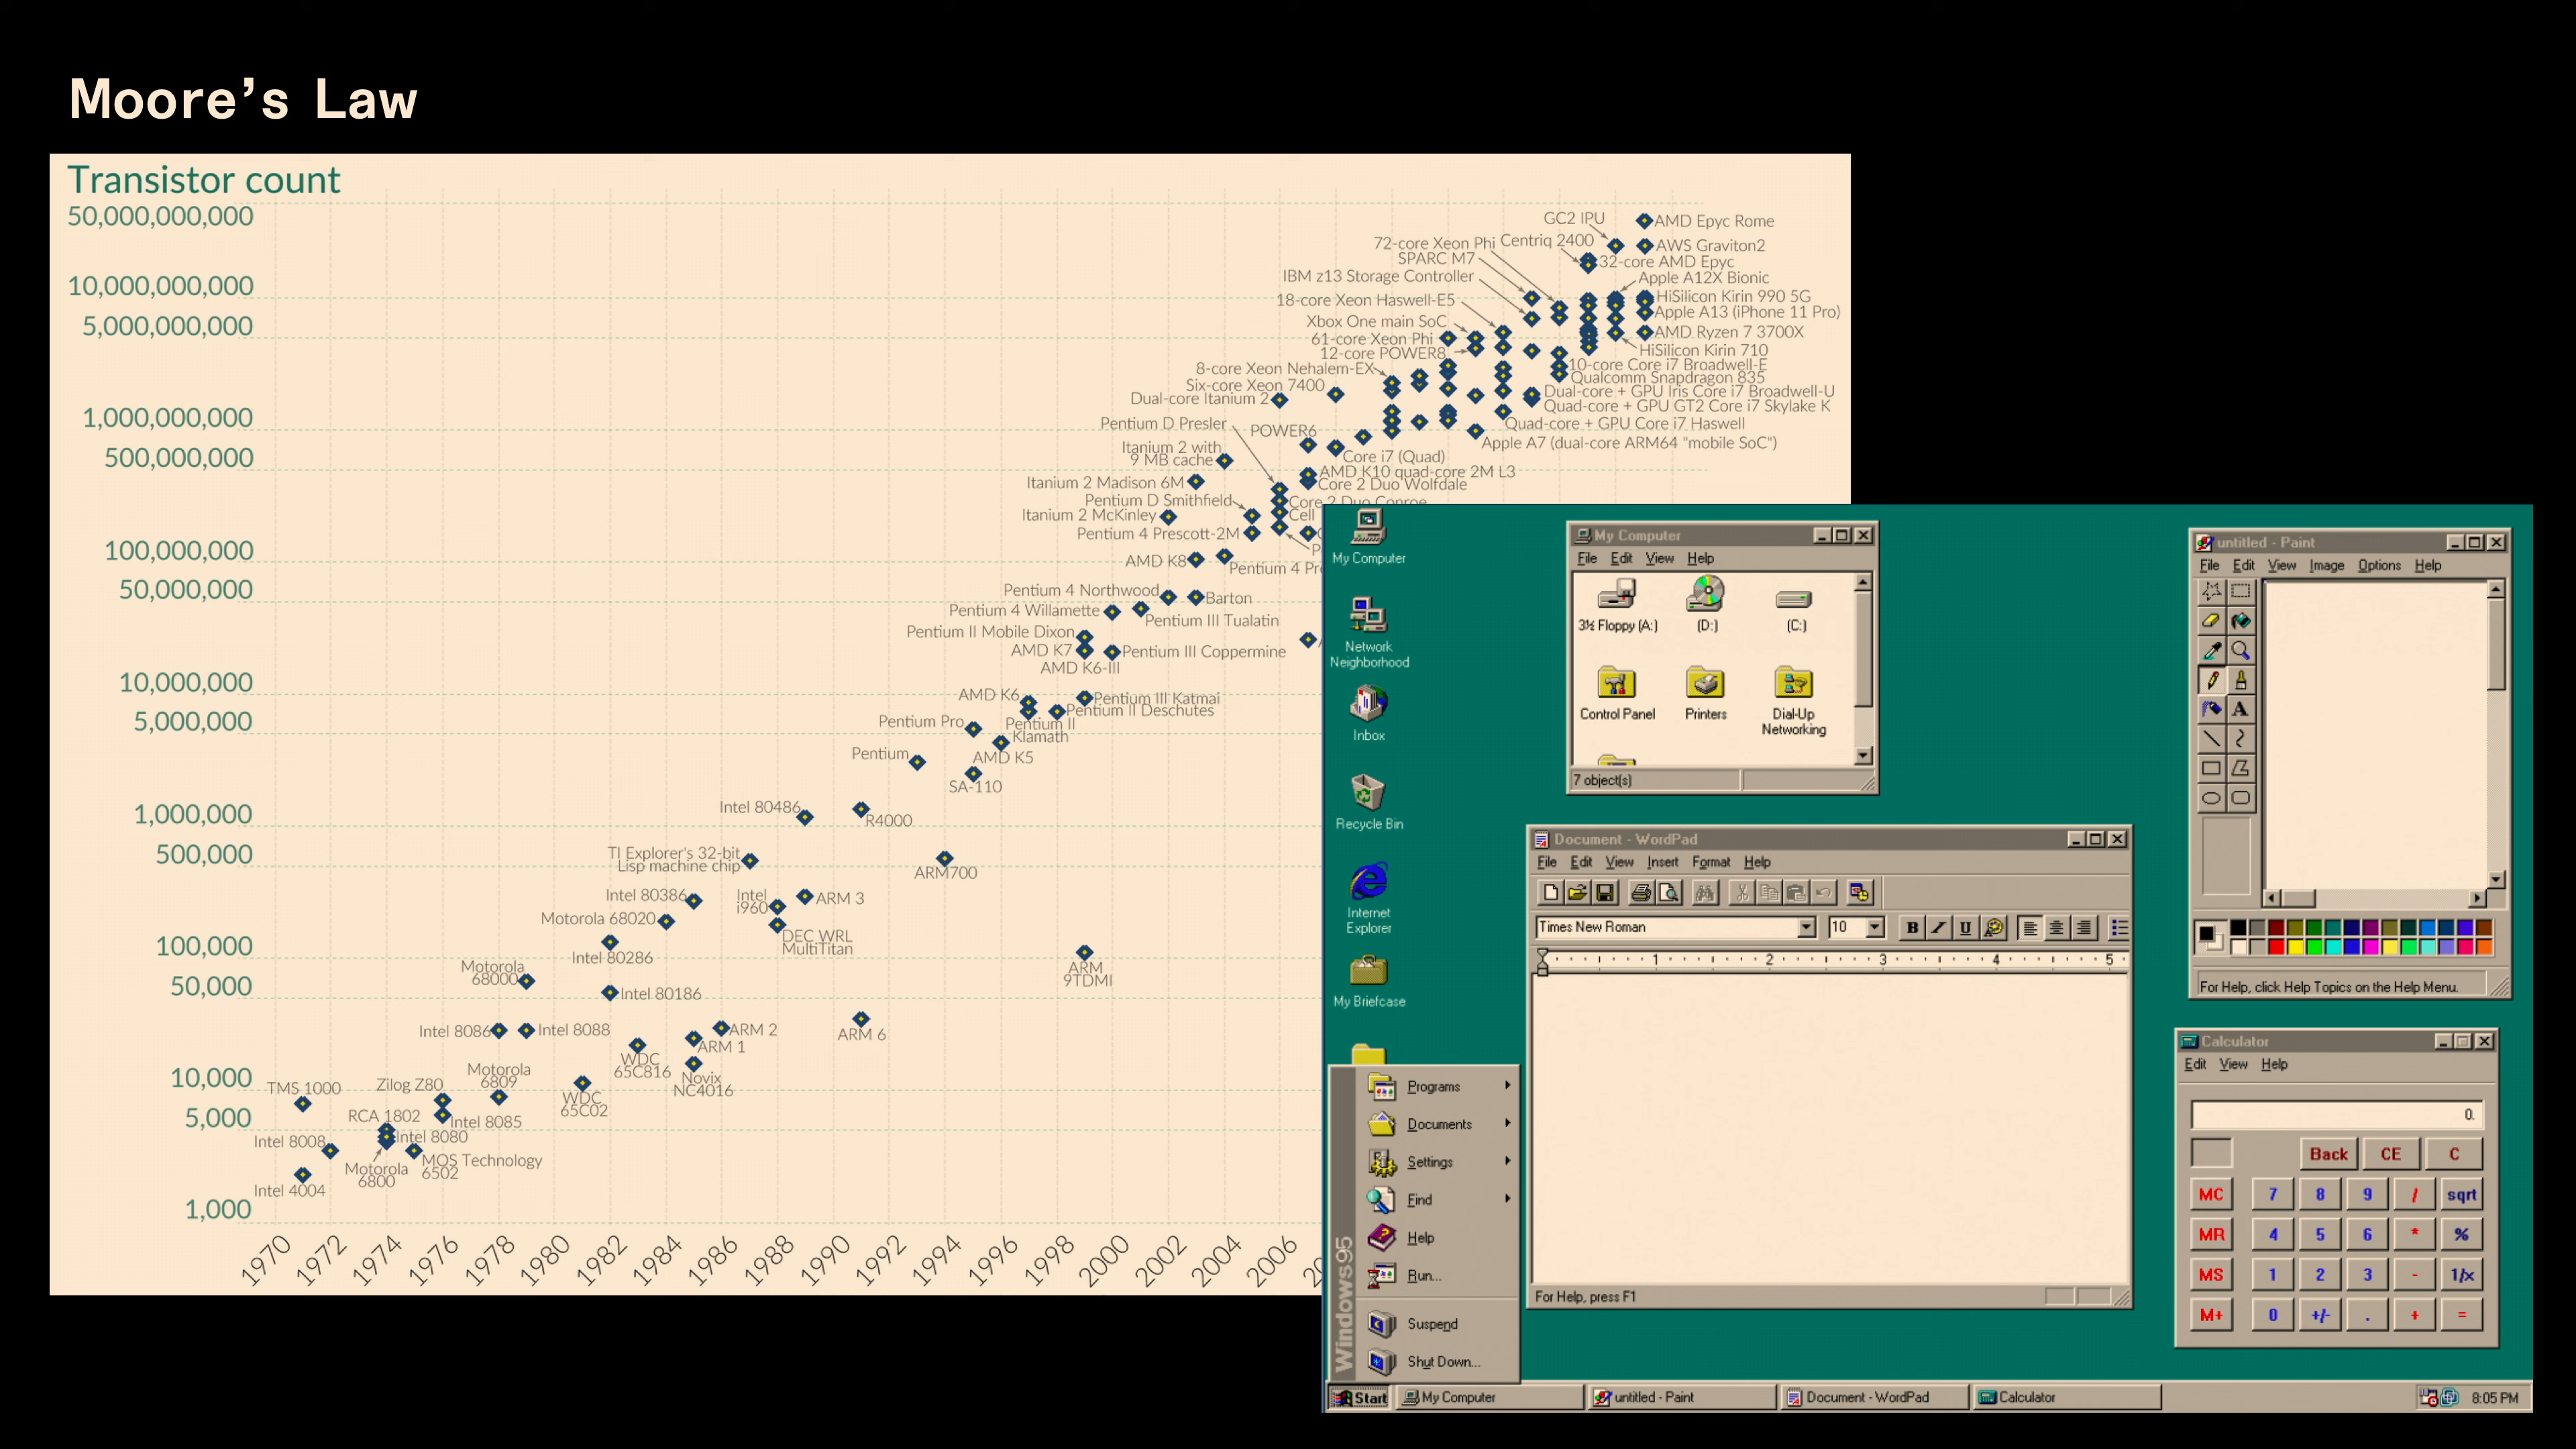 Moore's Law
Transistor count
50,000,000,000
10,000,000,000
5,000,000,000
1,000,000,000
500,000,000
100,000,000
50,000,000
10,000,000
5,000,000
1,000,000
500,000
100,000
50,000
10,000
5,000
1,000
1970
1972
1974
1976
1978
1980
1982
1984
1986
1988
1990
1992
1994
1996
1998
2000
2002
2004
2006
GC2 IPU
AMD Epyc Rome
72-core Xeon Phi
Centriq 2400
AWS Graviton2
SPARC M7
32-core AMD Epyc
IBM z13 Storage Controller
Apple A12X Bionic
18-core Xeon Haswell-E5
HiSilicon Kirin 990 5G
Apple A13 (iPhone 11 Pro)
Xbox One main SoC
AMD Ryzen 7 3700X
61-core Xeon Phi
12-core POWER8
HiSilicon Kirin 710
8-core Xeon Nehalem-EX
10-core Core i7 Broadwell-E
Six-core Xeon 7400
Qualcomm Snapdragon 835
Dual-core Itanium 2
Dual-core + GPU Iris Core i7 Broadwell-U
Quad-core + GPU GT2 Core i7 Skylake K
Pentium D Presler
POWER6
Quad-core + GPU Core i7 Haswell
Apple A7 (dual-core ARM64 "mobile SoC")
Itanium 2 with
9 MB cache
Core i7 (Quad)
AMD K10 quad-core 2M L3
Itanium 2 Madison 6M
Core 2 Duo Wolfdale
Pentium D Smithfield
Core 2 Duo Conroe
Itanium 2 McKinley
Cell
Pentium 4 Prescott-2M
AMD K8
Pentium 4 Pr
Pentium 4 Northwood
Barton
Pentium 4 Willamette
Pentium III Tualatin
Pentium II Mobile Dixon
AMD K7
Pentium III Coppermine
AMD K6-III
AMD K6
Pentium III Katmai
Pentium II Deschutes
Pentium Pro
Pentium II
Klamath
Pentium
AMD K5
SA-110
Intel 80486
R4000
TI Explorer's 32-bit
Lisp machine chip
ARM700
Intel 80386
Intel
i960
ARM 3
Motorola 68020
DEC WRL
MultiTitan
Intel 80286
Motorola
68000
ARM
9TDMI
Intel 80186
Intel 8086
Intel 8088
ARM 2
ARM 6
ARM 1
WDC
65C816
Novix
NC4016
TMS 1000
Zilog Z80
Motorola
6809
WDC
65C02
RCA 1802
Intel 8085
Intel 8008
Intel 8080
Motorola
6800
MOS Technology
6502
Intel 4004
My Computer
Network
Neighborhood
Inbox
Recycle Bin
Internet
Explorer
My Briefcase
My Computer
File Edit View Help
3½ Floppy (A:)
(D:)
(C:)
Control Panel
Printers
Dial-Up
Networking
7 object(s)
untitled - Paint
File Edit View Image Options Help
A
For Help, click Help Topics on the Help Menu.
Document - WordPad
File Edit View Insert Format Help
Times New Roman
10
B I U
1 2 3 4 5
For Help, press F1
Calculator
Edit View Help
0.
Back CE C
MC 7 8 9 / sqrt
MR 4 5 6 * %
MS 1 2 3 - 1/x
M+ 0 +/- . + =
Windows95
Programs
Documents
Settings
Find
Help
Run...
Suspend
Shut Down...
Start
My Computer
untitled - Paint
Document - WordPad
Calculator
8:05 PM